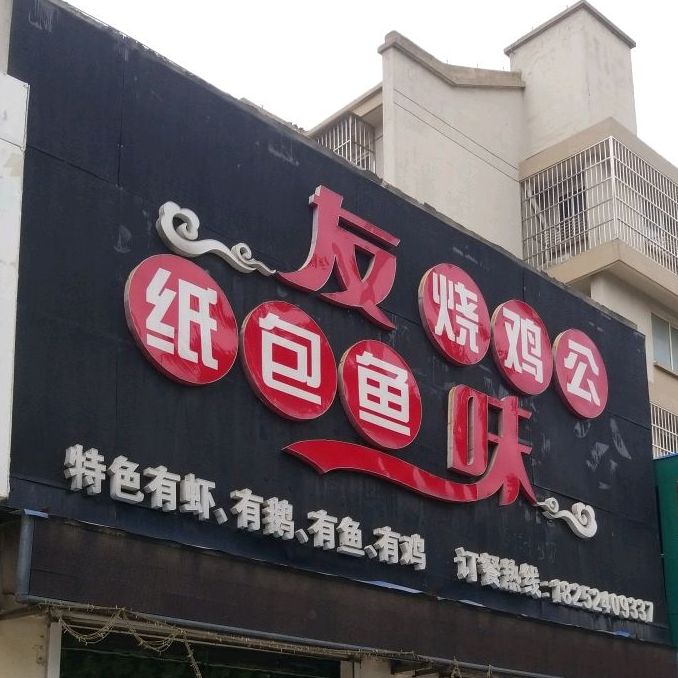 友味
烧鸡公
纸包鱼
特色有虾、有鹅、有鱼、有鸡
订餐热线:18252409337